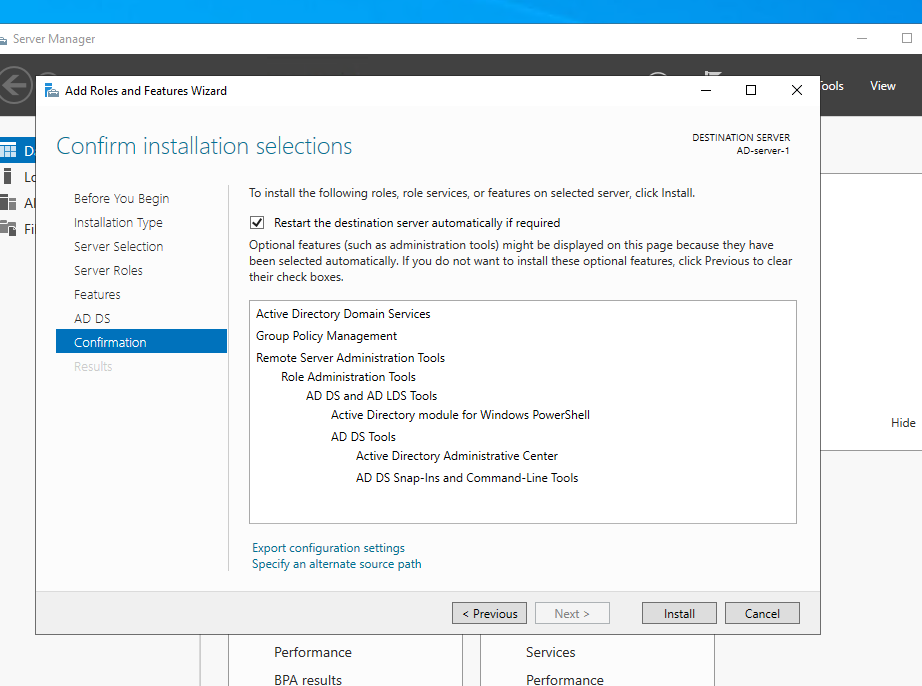 Server Manager
Tools
View
Add Roles and Features Wizard
Confirm installation selections
DESTINATION SERVER
AD-server-1
Before You Begin
Installation Type
Server Selection
Server Roles
Features
AD DS
Confirmation
Results
To install the following roles, role services, or features on selected server, click Install.
Restart the destination server automatically if required
Optional features (such as administration tools) might be displayed on this page because they have
been selected automatically. If you do not want to install these optional features, click Previous to clear
their check boxes.
Active Directory Domain Services
Group Policy Management
Remote Server Administration Tools
Role Administration Tools
AD DS and AD LDS Tools
Active Directory module for Windows PowerShell
AD DS Tools
Active Directory Administrative Center
AD DS Snap-Ins and Command-Line Tools
Export configuration settings
Specify an alternate source path
< Previous
Next >
Install
Cancel
Hide
Performance
BPA results
Services
Performance